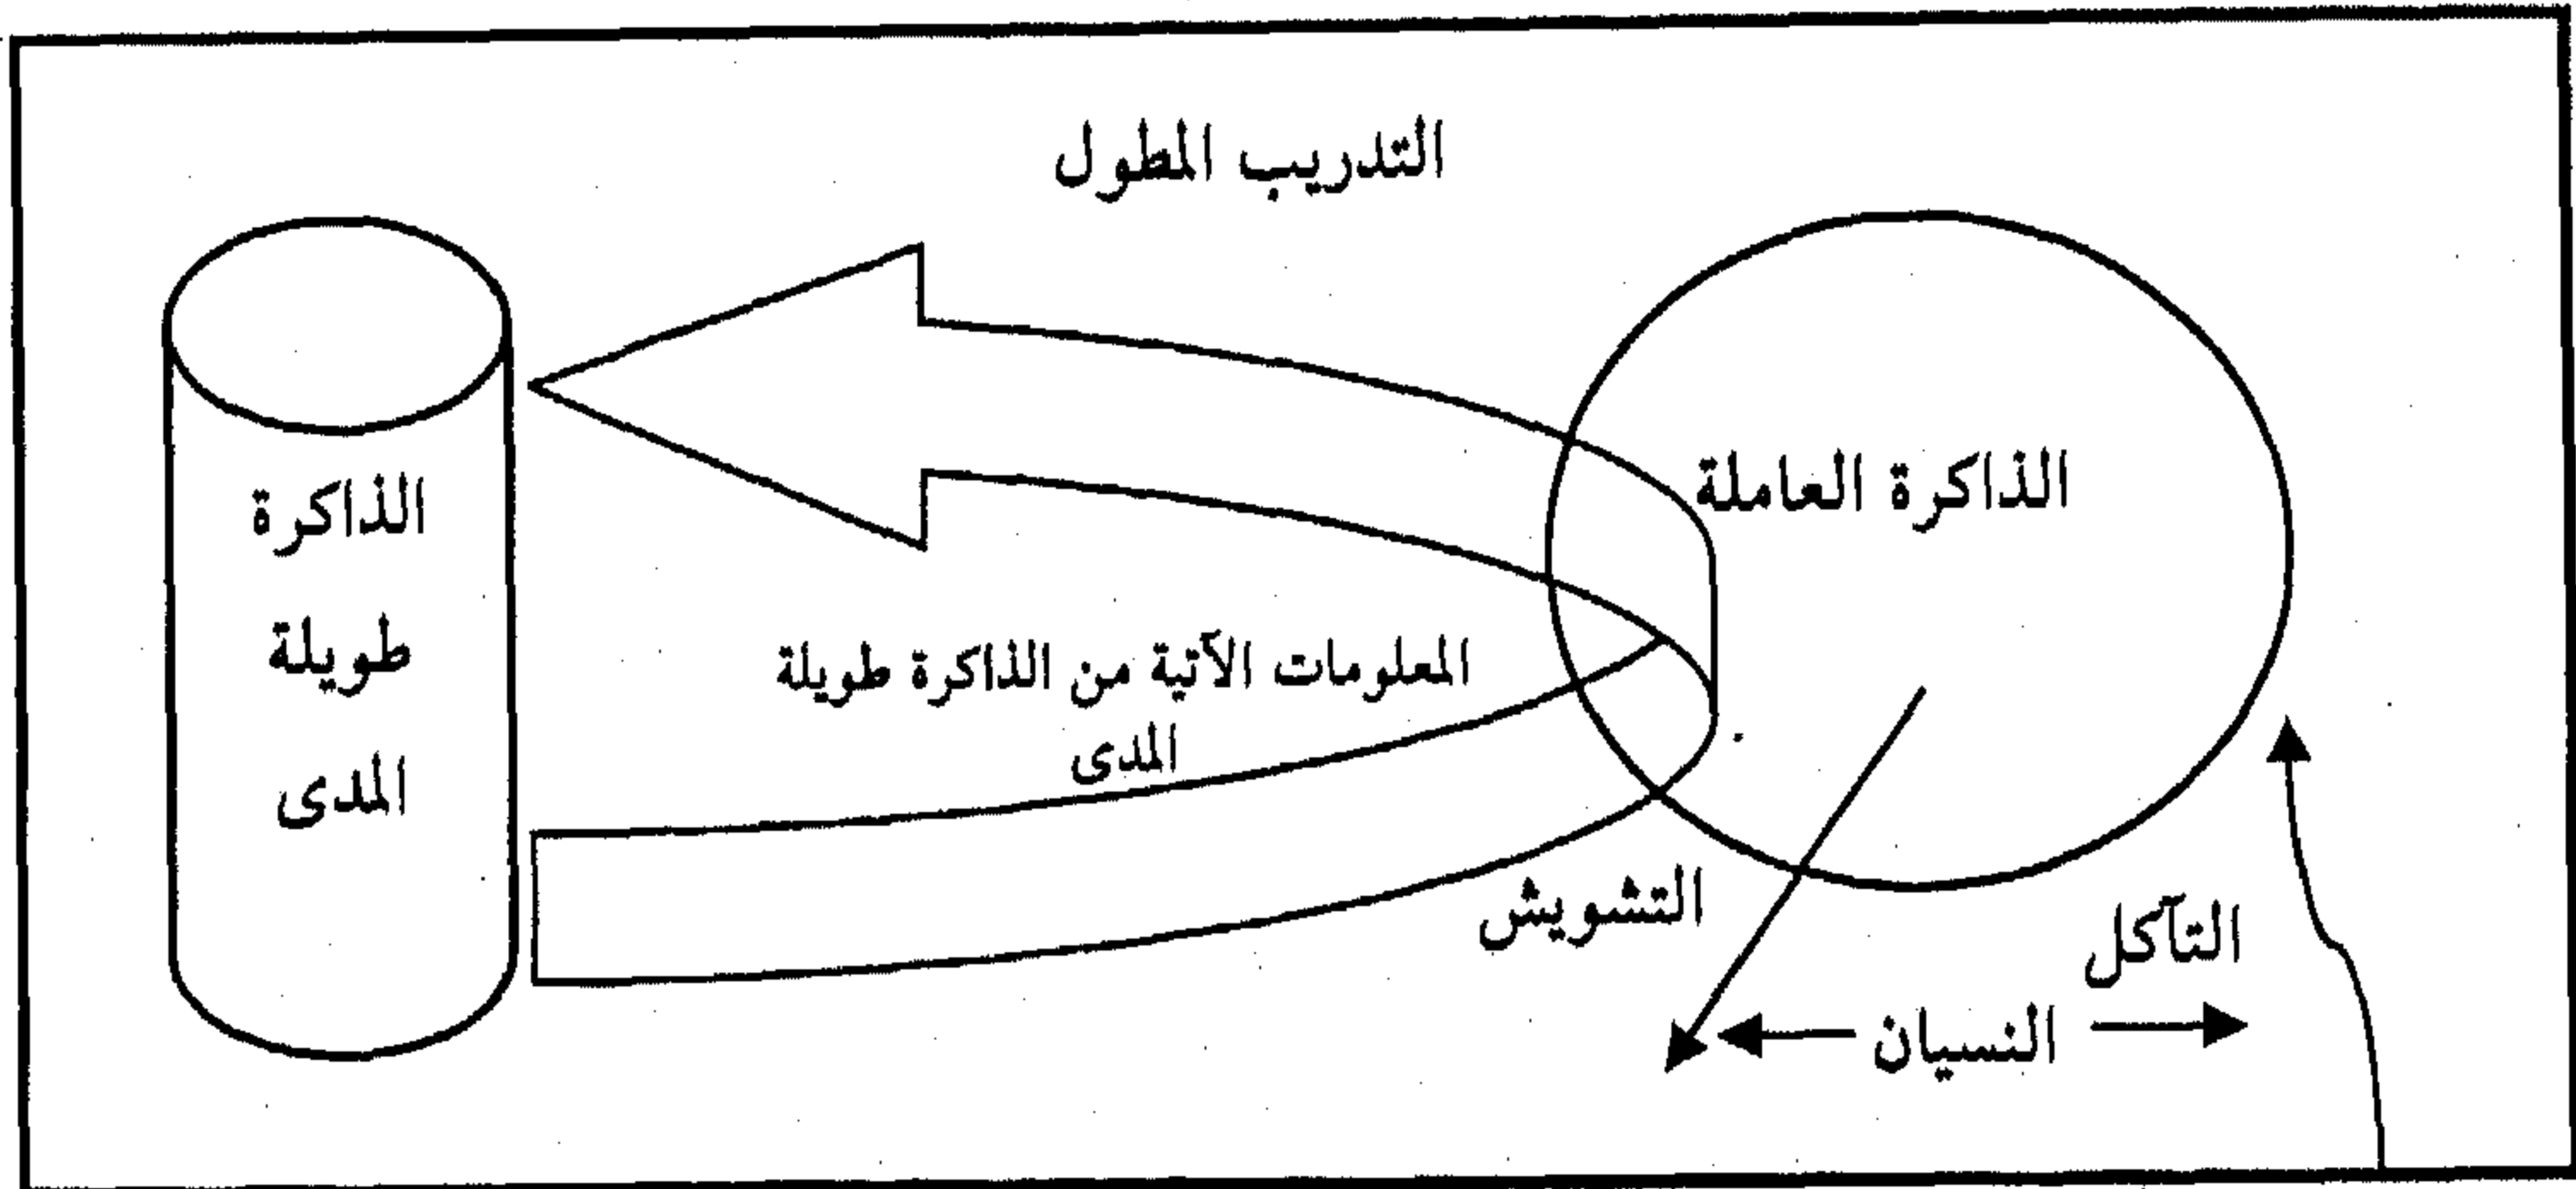 التدريب المطول
الذاكرة العاملة
الذاكرة
طويلة
المدى
المعلومات الآتية من الذاكرة طويلة
المدى
التشويش
التآكل
النسيان